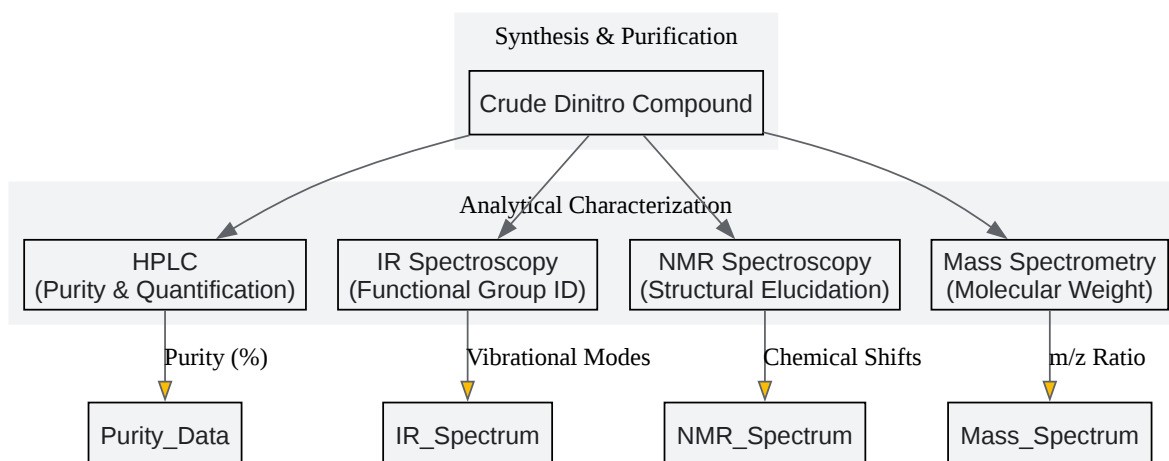 Synthesis & Purification
Crude Dinitro Compound
Analytical Characterization
HPLC
(Purity & Quantification)
IR Spectroscopy
(Functional Group ID)
NMR Spectroscopy
(Structural Elucidation)
Mass Spectrometry
(Molecular Weight)
Purity (%)
Vibrational Modes
Chemical Shifts
m/z Ratio
Purity_Data
IR_Spectrum
NMR_Spectrum
Mass_Spectrum